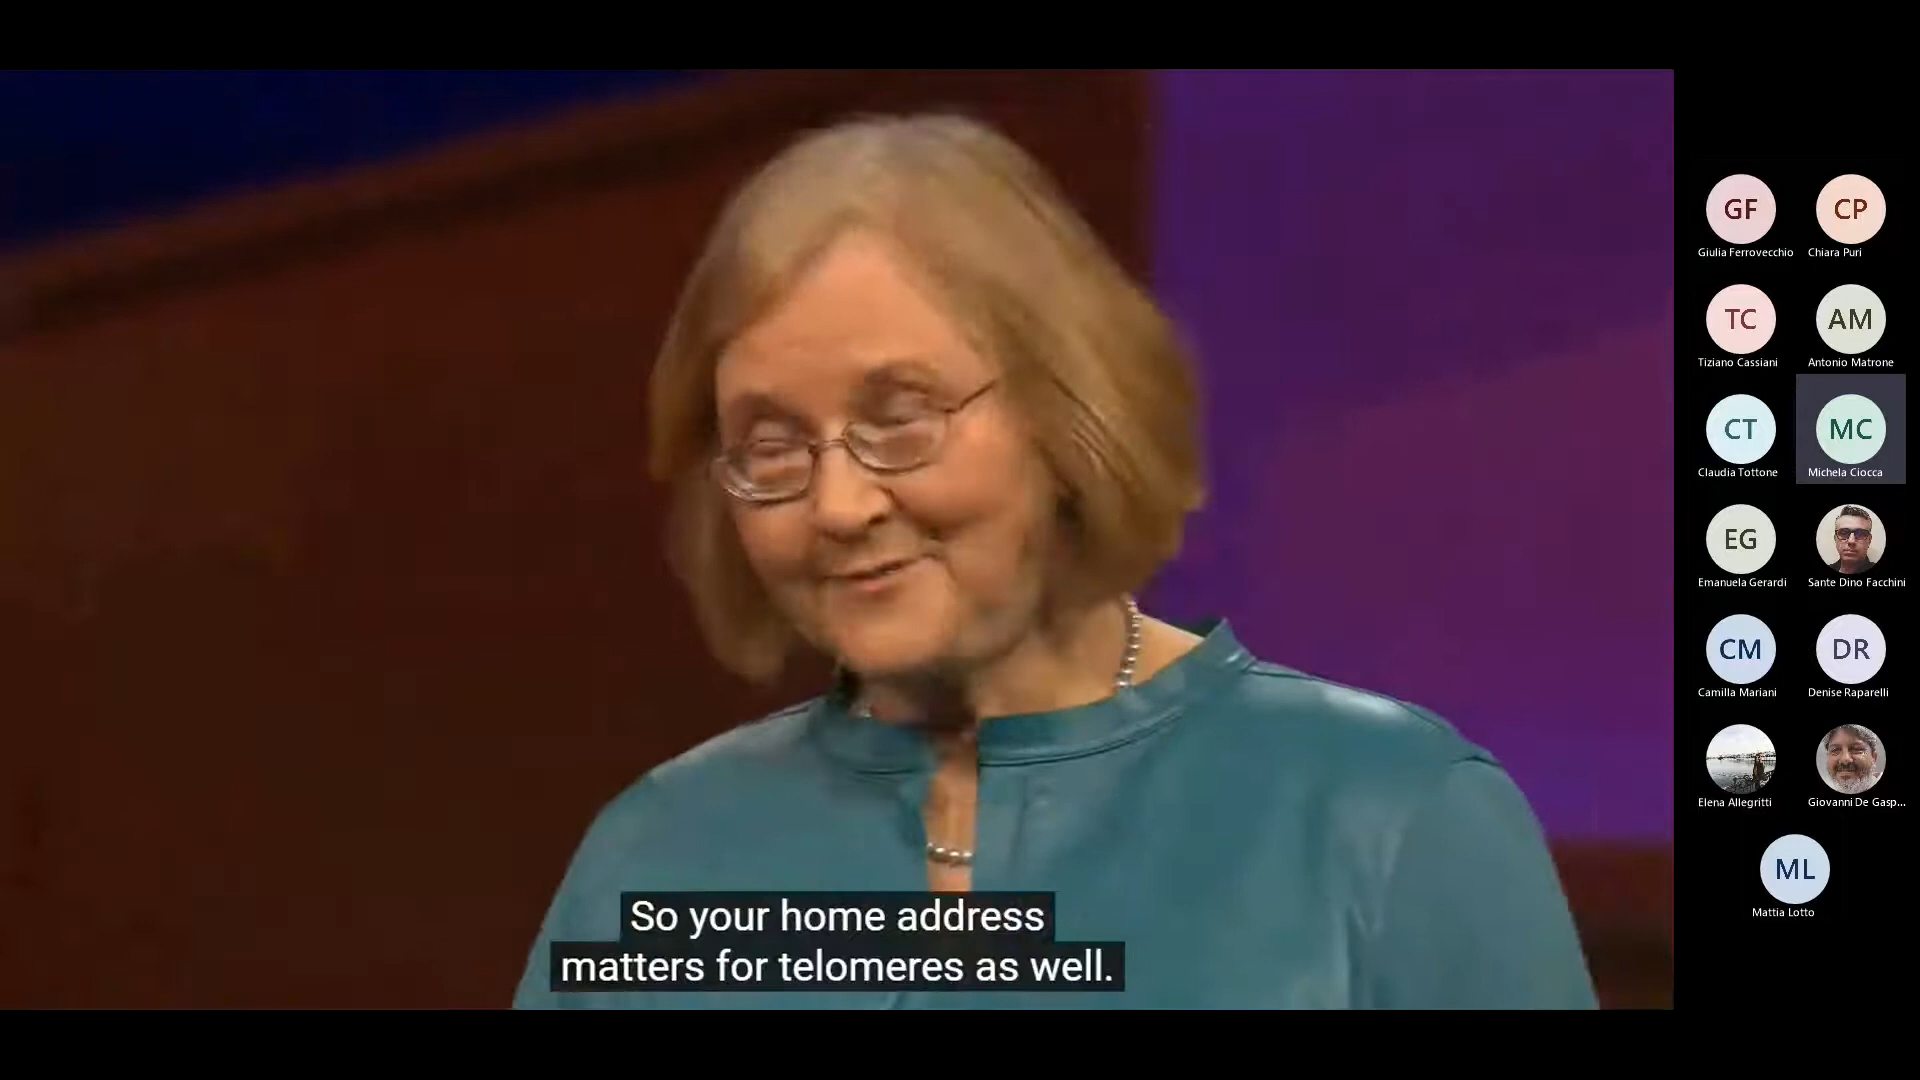 So your home address
matters for telomeres as well.
GF
Giulia Ferrovecchio
CP
Chiara Puri
TC
Tiziano Cassiani
AM
Antonio Matrone
CT
Claudia Tottone
MC
Michela Ciocca
EG
Emanuela Gerardi
Sante Dino Facchini
CM
Camilla Mariani
DR
Denise Raparelli
Elena Allegritti
Giovanni De Gasp...
ML
Mattia Lotto